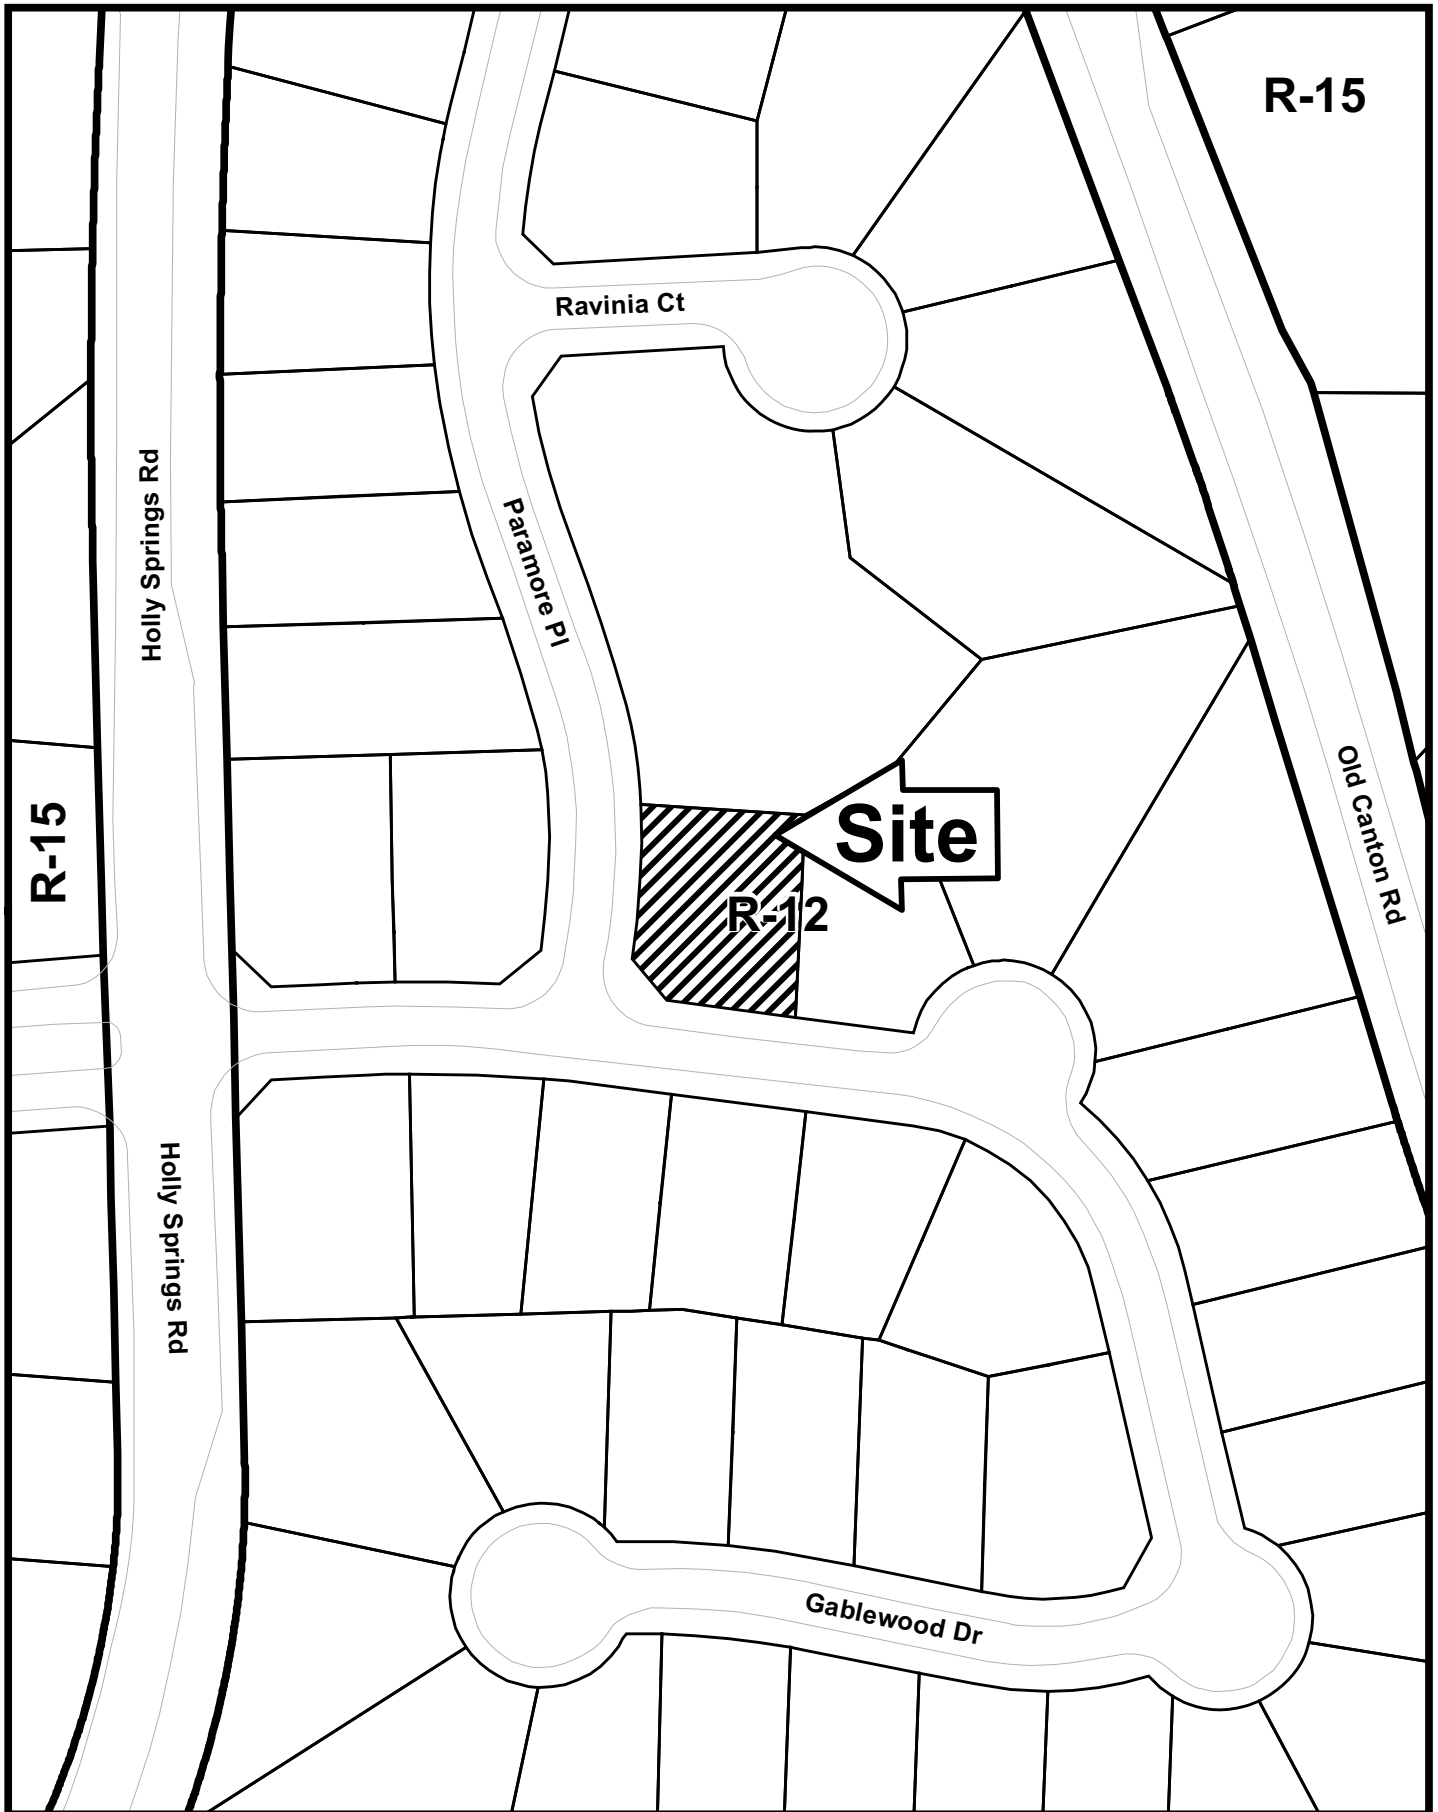 R-15
Ravinia Ct
Holly Springs Rd
Paramore Pl
Old Canton Rd
R-15
Site
R-12
Holly Springs Rd
Gablewood Dr